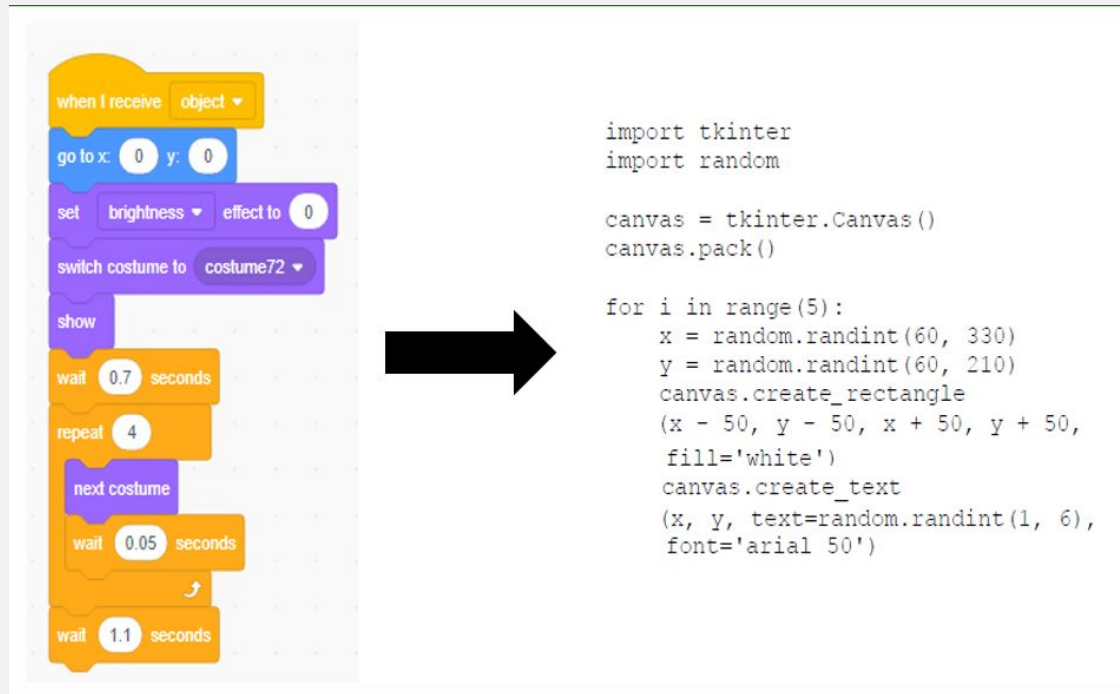 when I receive object
go to x: 0 y: 0
set brightness effect to 0
switch costume to costume72
show
wait 0.7 seconds
repeat 4
next costume
wait 0.05 seconds
wait 1.1 seconds
import tkinter
import random
canvas = tkinter.Canvas()
canvas.pack()
for i in range(5):
    x = random.randint(60, 330)
    y = random.randint(60, 210)
    canvas.create_rectangle
    (x - 50, y - 50, x + 50, y + 50,
    fill='white')
    canvas.create_text
    (x, y, text=random.randint(1, 6),
    font='arial 50')